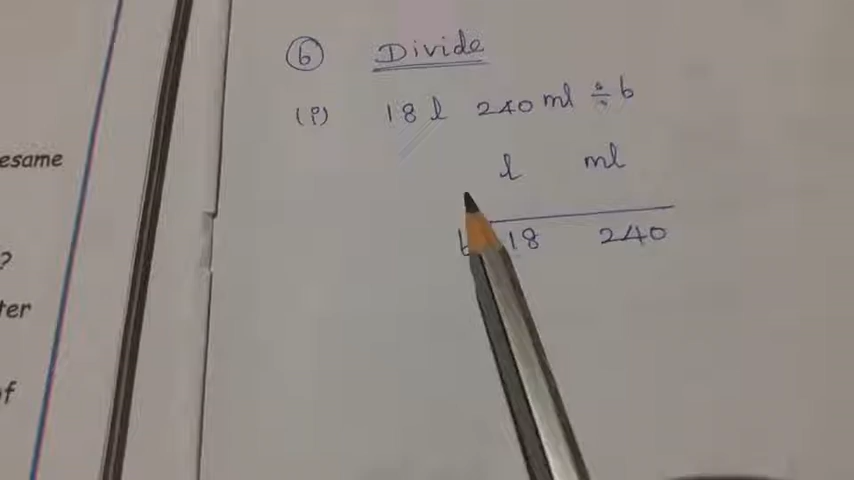 esame
?
ter
of
6 Divide
(i) 18 l 240 ml ÷ 6
l ml
6 18 240